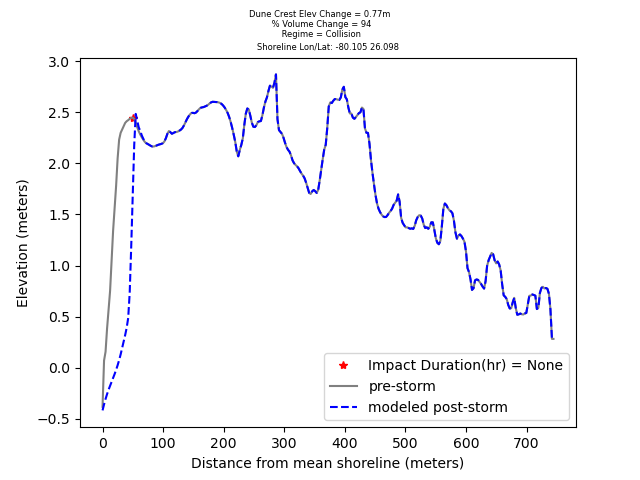 Dune Crest Elev Change = 0.77m
% Volume Change = 94
Regime = Collision
Shoreline Lon/Lat: -80.105 26.098
3.0
2.5
2.0
1.5
1.0
0.5
0.0
−0.5
Elevation (meters)
Impact Duration(hr) = None
pre-storm
modeled post-storm
0 100 200 300 400 500 600 700
Distance from mean shoreline (meters)